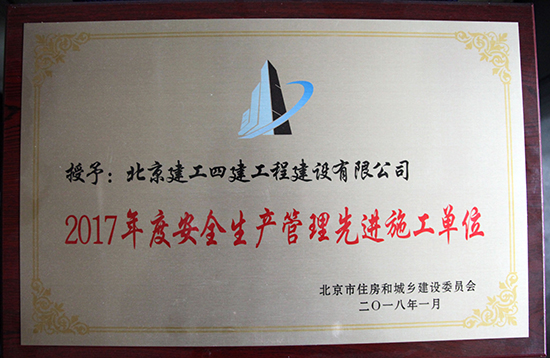 授予：北京建工四建工程建设有限公司
2017年度安全生产管理先进施工单位
北京市住房和城乡建设委员会
二〇一八年一月